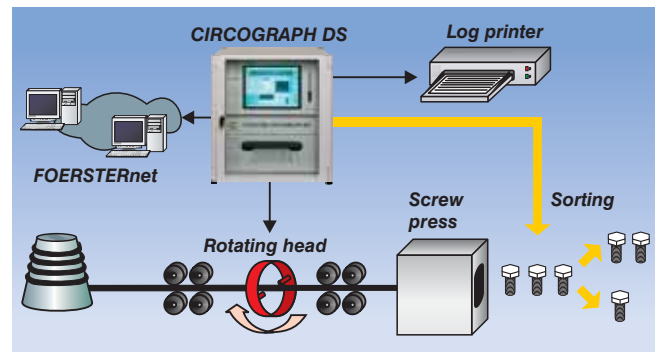 CIRCOGRAPH DS
Log printer
FOERSTERnet
Screw
press
Sorting
Rotating head